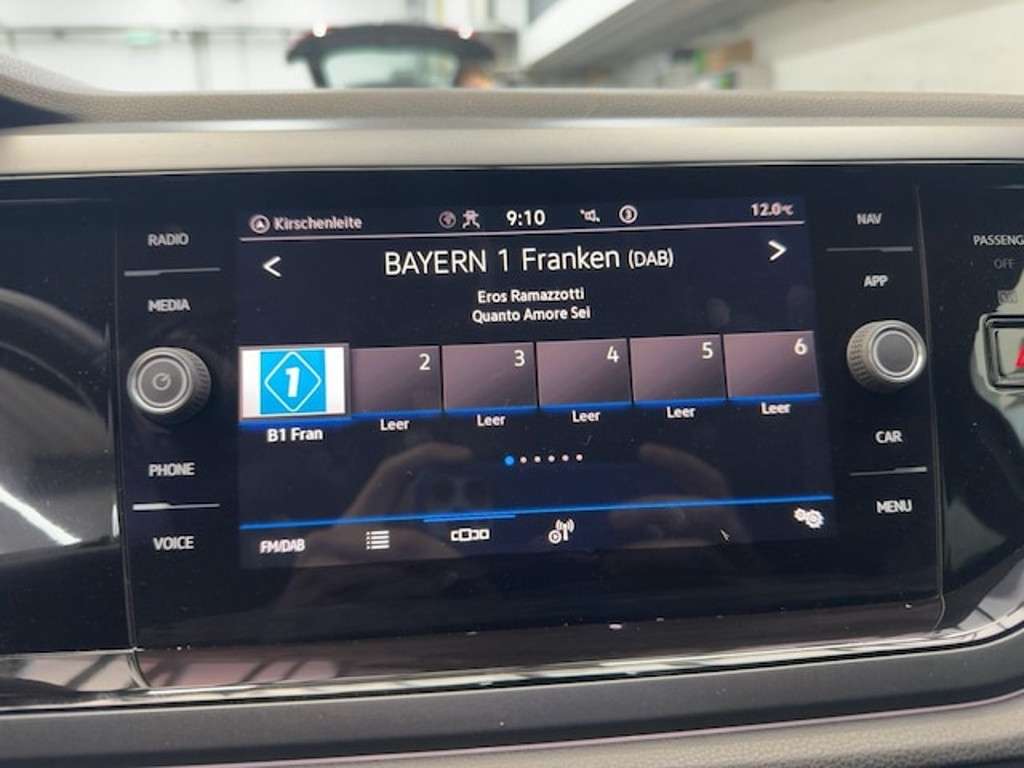 Kirschenleite 9:10 3 12.0°C
BAYERN 1 Franken (DAB)
Eros Ramazzotti
Quanto Amore Sei
1 2 3 4 5 6
B1 Fran Leer Leer Leer Leer Leer
FM/DAB
RADIO
MEDIA
PHONE
VOICE
NAV
APP
CAR
MENU
OFF